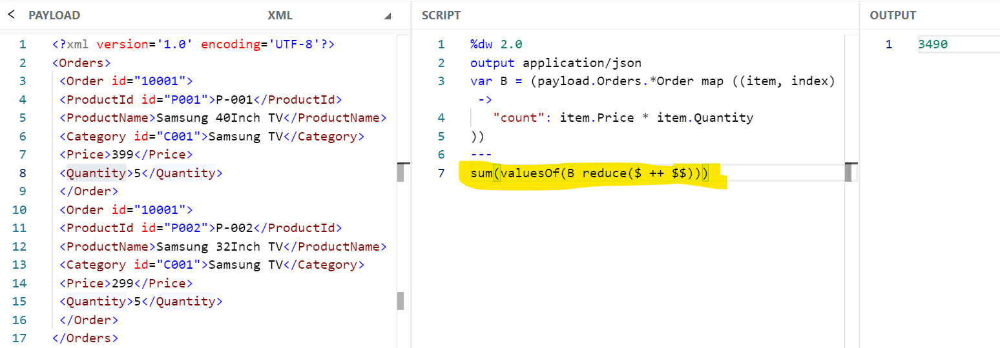 < PAYLOAD XML
1 <?xml version='1.0' encoding='UTF-8'?>
2 <Orders>
3 <Order id="10001">
4 <ProductId id="P001">P-001</ProductId>
5 <ProductName>Samsung 40Inch TV</ProductName>
6 <Category id="C001">Samsung TV</Category>
7 <Price>399</Price>
8 <Quantity>5</Quantity>
9 </Order>
10 <Order id="10001">
11 <ProductId id="P002">P-002</ProductId>
12 <ProductName>Samsung 32Inch TV</ProductName>
13 <Category id="C001">Samsung TV</Category>
14 <Price>299</Price>
15 <Quantity>5</Quantity>
16 </Order>
17 </Orders>
SCRIPT
1 %dw 2.0
2 output application/json
3 var B = (payload.Orders.*Order map ((item, index)
->
4 "count": item.Price * item.Quantity
5 ))
6 ---
7 sum(valuesOf(B reduce($ ++ $$)))
OUTPUT
1 3490